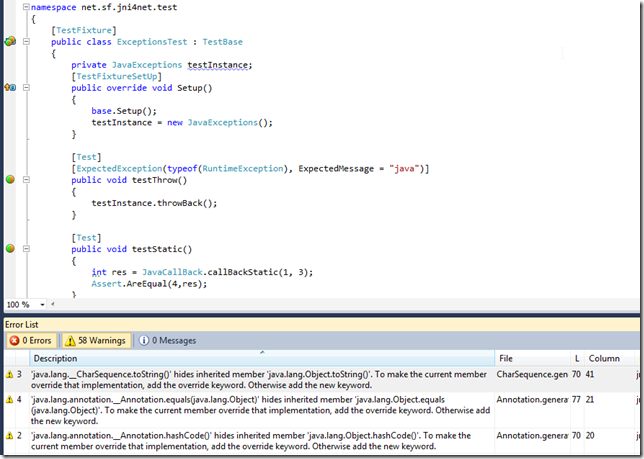 namespace net.sf.jni4net.test
{
[TestFixture]
public class ExceptionsTest : TestBase
{
private JavaExceptions testInstance;
[TestFixtureSetUp]
public override void Setup()
{
base.Setup();
testInstance = new JavaExceptions();
}
[Test]
[ExpectedException(typeof(RuntimeException), ExpectedMessage = "java")]
public void testThrow()
{
testInstance.throwBack();
}
[Test]
public void testStatic()
{
int res = JavaCallBack.callBackStatic(1, 3);
Assert.AreEqual(4,res);
}
100 %
Error List
0 Errors 58 Warnings 0 Messages
Description File L Column
3 'java.lang.__CharSequence.toString()' hides inherited member 'java.lang.Object.toString()'. To make the current member CharSequence.gen 70 41
override that implementation, add the override keyword. Otherwise add the new keyword.
4 'java.lang.annotation.__Annotation.equals(java.lang.Object)' hides inherited member 'java.lang.Object.equals Annotation.genera 77 21
(java.lang.Object)'. To make the current member override that implementation, add the override keyword. Otherwise add
the new keyword.
2 'java.lang.annotation.__Annotation.hashCode()' hides inherited member 'java.lang.Object.hashCode()'. To make the Annotation.genera 70 20
current member override that implementation, add the override keyword. Otherwise add the new keyword.